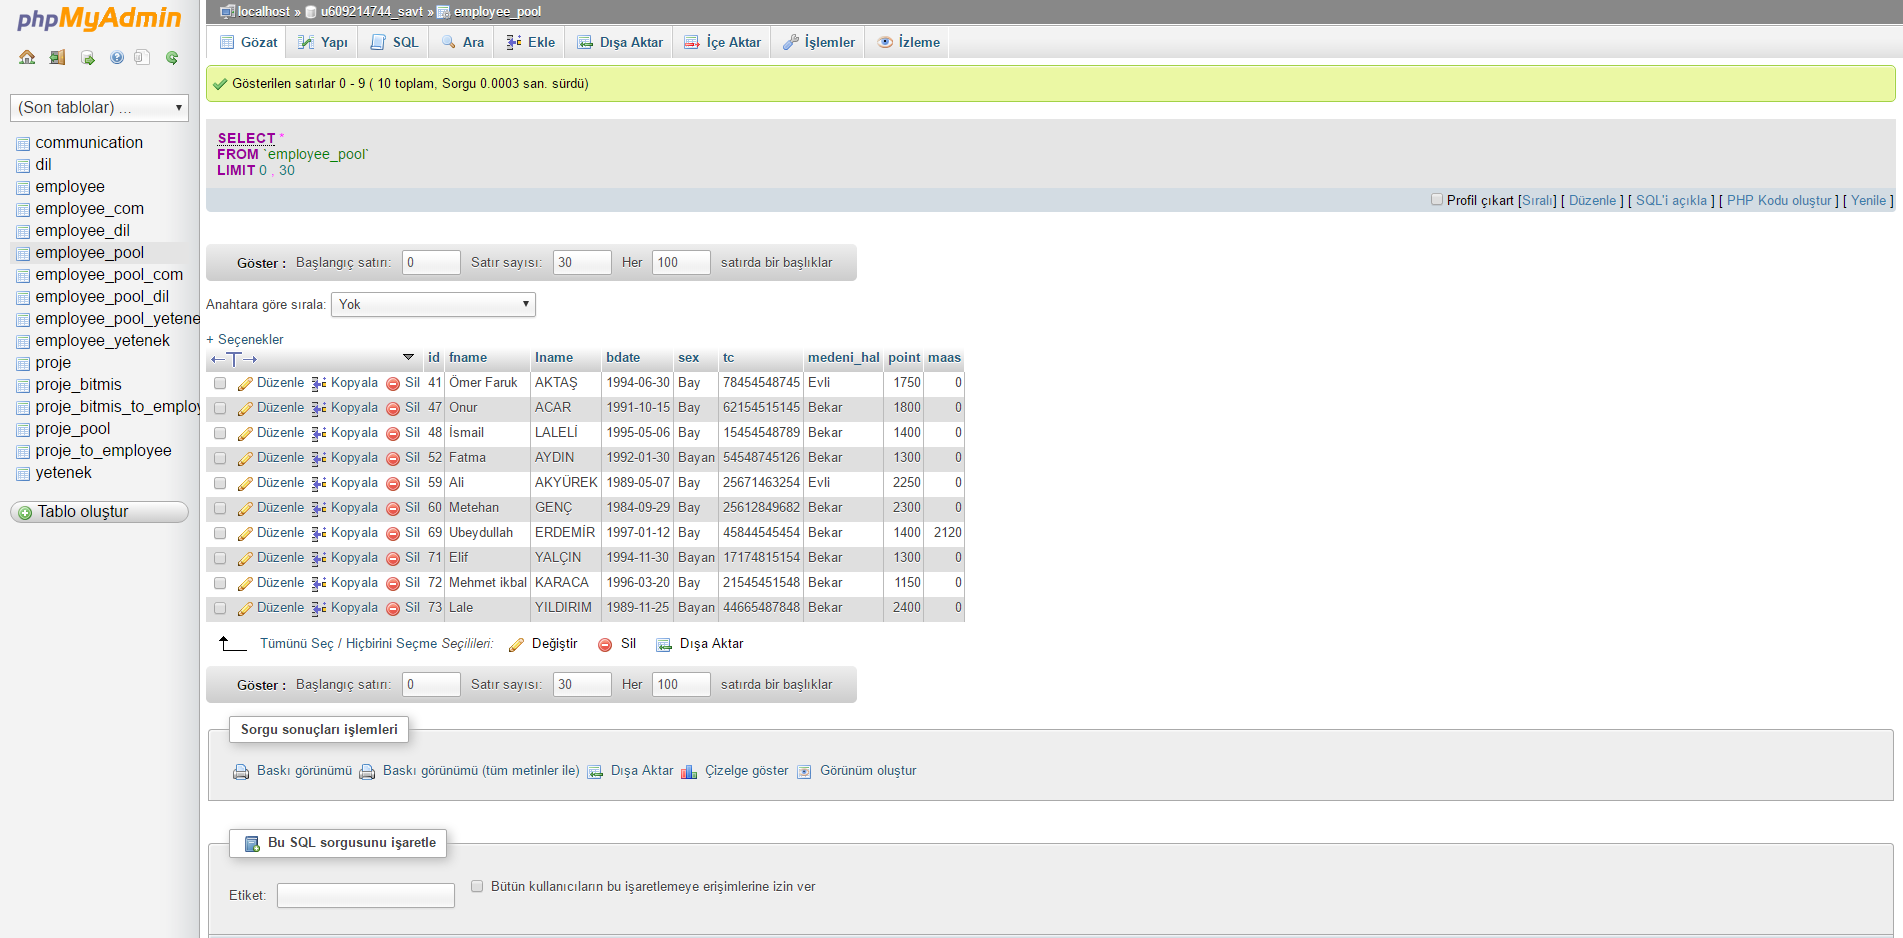 phpMyAdmin
(Son tablolar) ...
communication
dil
employee
employee_com
employee_dil
employee_pool
employee_pool_com
employee_pool_dil
employee_pool_yetene
employee_yetenek
proje
proje_bitmis
proje_bitmis_to_employ
proje_pool
proje_to_employee
yetenek
Tablo oluştur
localhost » u609214744_savt » employee_pool
Gözat Yapı SQL Ara Ekle Dışa Aktar İçe Aktar İşlemler İzleme
Gösterilen satırlar 0 - 9 ( 10 toplam, Sorgu 0.0003 san. sürdü)
SELECT *
FROM `employee_pool`
LIMIT 0 , 30
Profil çıkart [Sıralı] [ Düzenle ] [ SQL'i açıkla ] [ PHP Kodu oluştur ] [ Yenile ]
Göster : Başlangıç satırı: 0 Satır sayısı: 30 Her 100 satırda bir başlıklar
Anahtara göre sırala: Yok
+ Seçenekler
←T→ id fname lname bdate sex tc medeni_hal point maas
Düzenle Kopyala Sil 41 Ömer Faruk AKTAŞ 1994-06-30 Bay 78454548745 Evli 1750 0
Düzenle Kopyala Sil 47 Onur ACAR 1991-10-15 Bay 62154515145 Bekar 1800 0
Düzenle Kopyala Sil 48 İsmail LALELİ 1995-05-06 Bay 15454548789 Bekar 1400 0
Düzenle Kopyala Sil 52 Fatma AYDIN 1992-01-30 Bayan 54548745126 Bekar 1300 0
Düzenle Kopyala Sil 59 Ali AKYÜREK 1989-05-07 Bay 25671463254 Evli 2250 0
Düzenle Kopyala Sil 60 Metehan GENÇ 1984-09-29 Bay 25612849682 Bekar 2300 0
Düzenle Kopyala Sil 69 Ubeydullah ERDEMİR 1997-01-12 Bay 45844545454 Bekar 1400 2120
Düzenle Kopyala Sil 71 Elif YALÇIN 1994-11-30 Bayan 17174815154 Bekar 1300 0
Düzenle Kopyala Sil 72 Mehmet ikbal KARACA 1996-03-20 Bay 21545451548 Bekar 1150 0
Düzenle Kopyala Sil 73 Lale YILDIRIM 1989-11-25 Bayan 44665487848 Bekar 2400 0
Tümünü Seç / Hiçbirini Seçme Seçilileri: Değiştir Sil Dışa Aktar
Göster : Başlangıç satırı: 0 Satır sayısı: 30 Her 100 satırda bir başlıklar
Sorgu sonuçları işlemleri
Baskı görünümü Baskı görünümü (tüm metinler ile) Dışa Aktar Çizelge göster Görünüm oluştur
Bu SQL sorgusunu işaretle
Etiket: Bütün kullanıcıların bu işaretlemeye erişimlerine izin ver